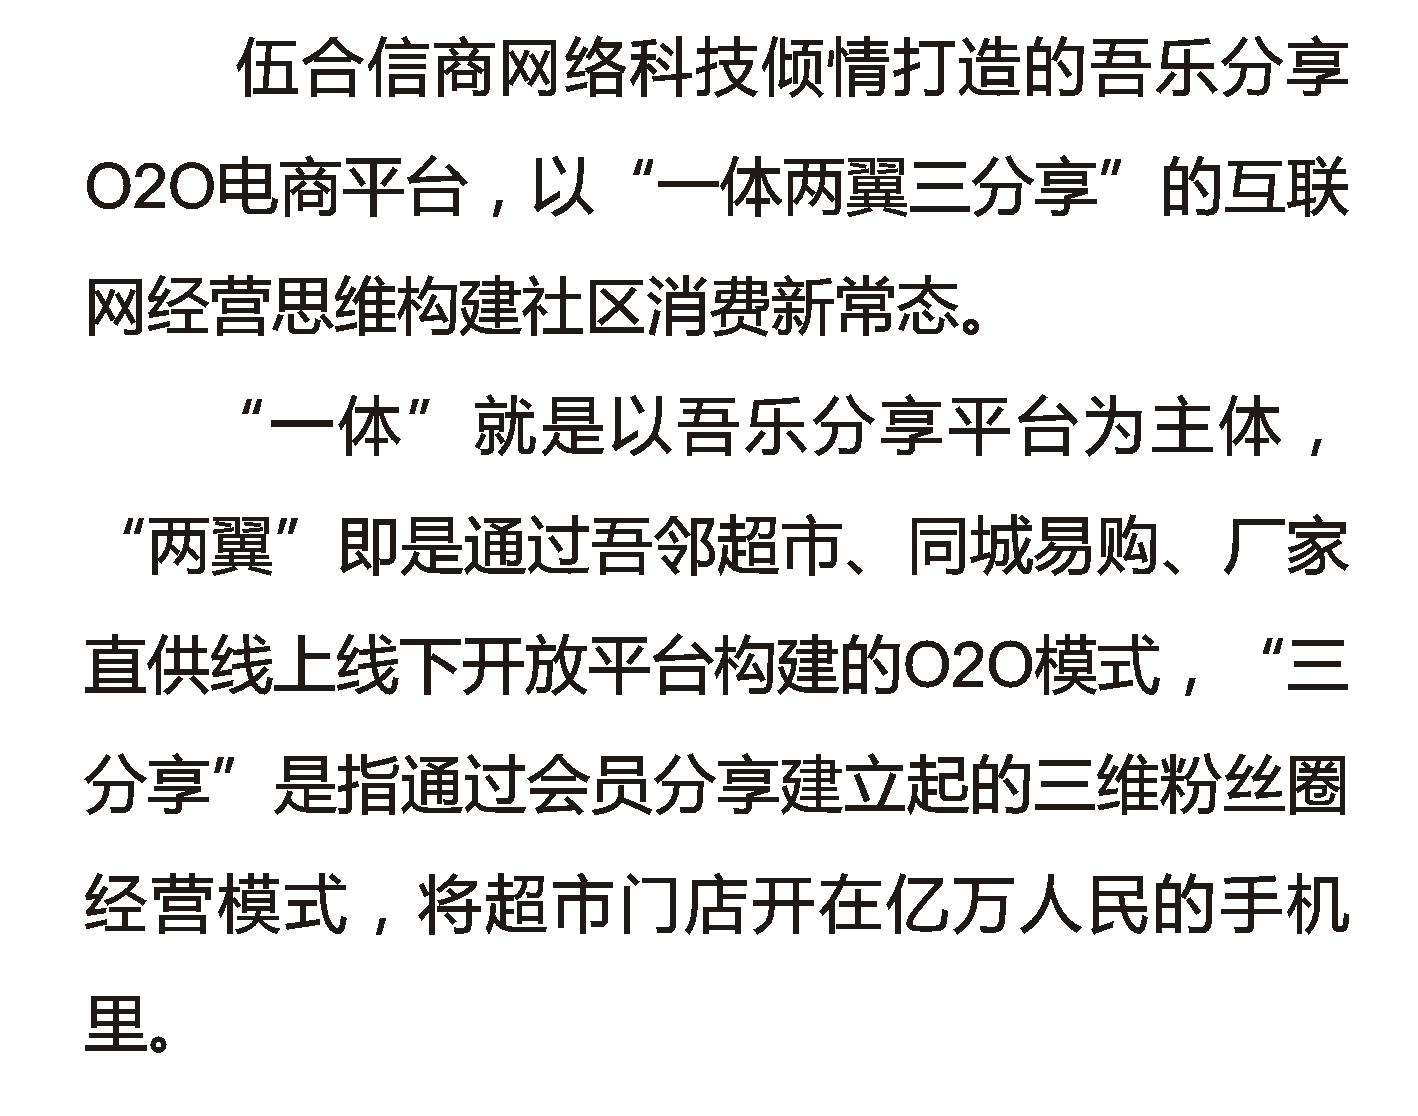 伍合信商网络科技倾情打造的吾乐分享
O2O电商平台，以“一体两翼三分享”的互联
网经营思维构建社区消费新常态。
“一体”就是以吾乐分享平台为主体，
“两翼”即是通过吾邻超市、同城易购、厂家
直供线上线下开放平台构建的O2O模式，“三
分享”是指通过会员分享建立起的三维粉丝圈
经营模式，将超市门店开在亿万人民的手机
里。